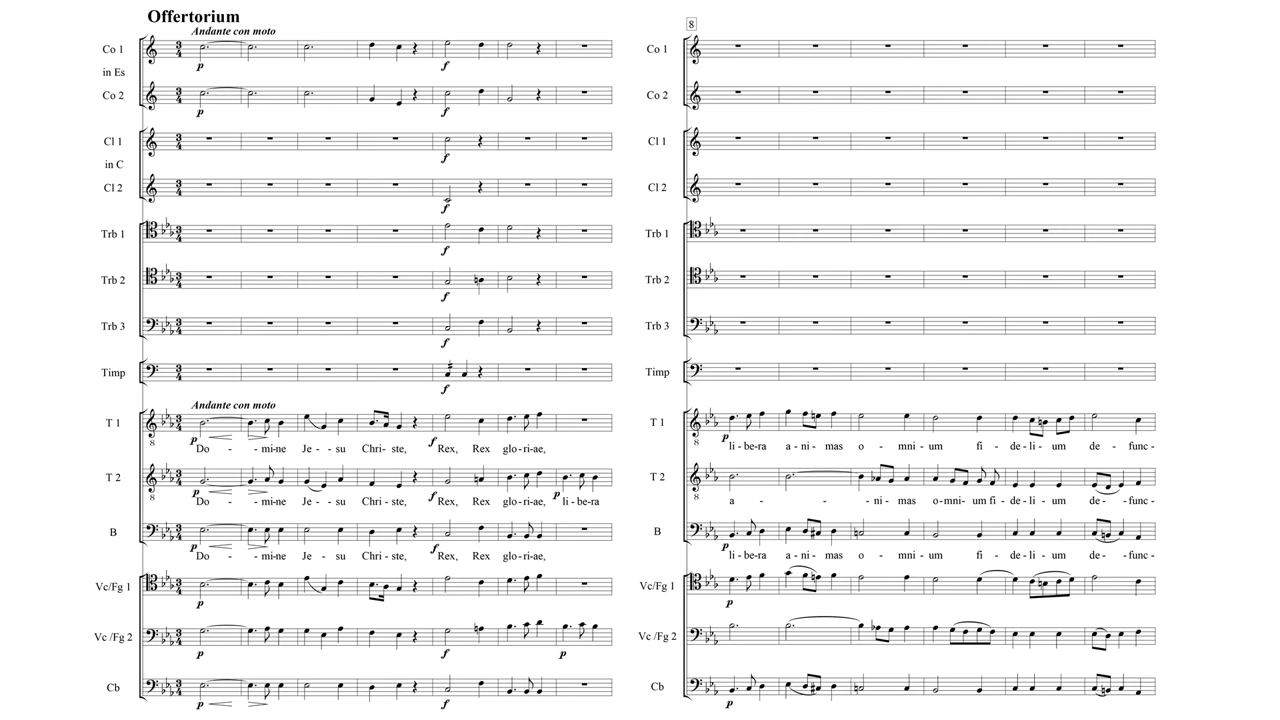 Offertorium
Andante con moto
Co 1
in Es
Co 2
Cl 1
in C
Cl 2
Trb 1
Trb 2
Trb 3
Timp
Andante con moto
T 1
Do - - mi-ne Je - - su Chri- ste, Rex, Rex glo-ri-ae,
T 2
Do - - mi-ne Je - - su Chri- ste, Rex, Rex glo-ri-ae, li-be-ra
B
Do - - mi-ne Je - - su Chri- ste, Rex, Rex glo-ri-ae,
Vc/Fg 1
Vc /Fg 2
Cb
8
Co 1
Co 2
Cl 1
Cl 2
Trb 1
Trb 2
Trb 3
Timp
T 1
li-be-ra a-ni-mas o- mni- um fi- de-li- um de- func-
T 2
a - - - ni-mas o-mni-um fi-de-li-um de- func-
B
li-be-ra a-ni-mas o- mni- um fi- de-li- um de- func-
Vc/Fg 1
Vc /Fg 2
Cb